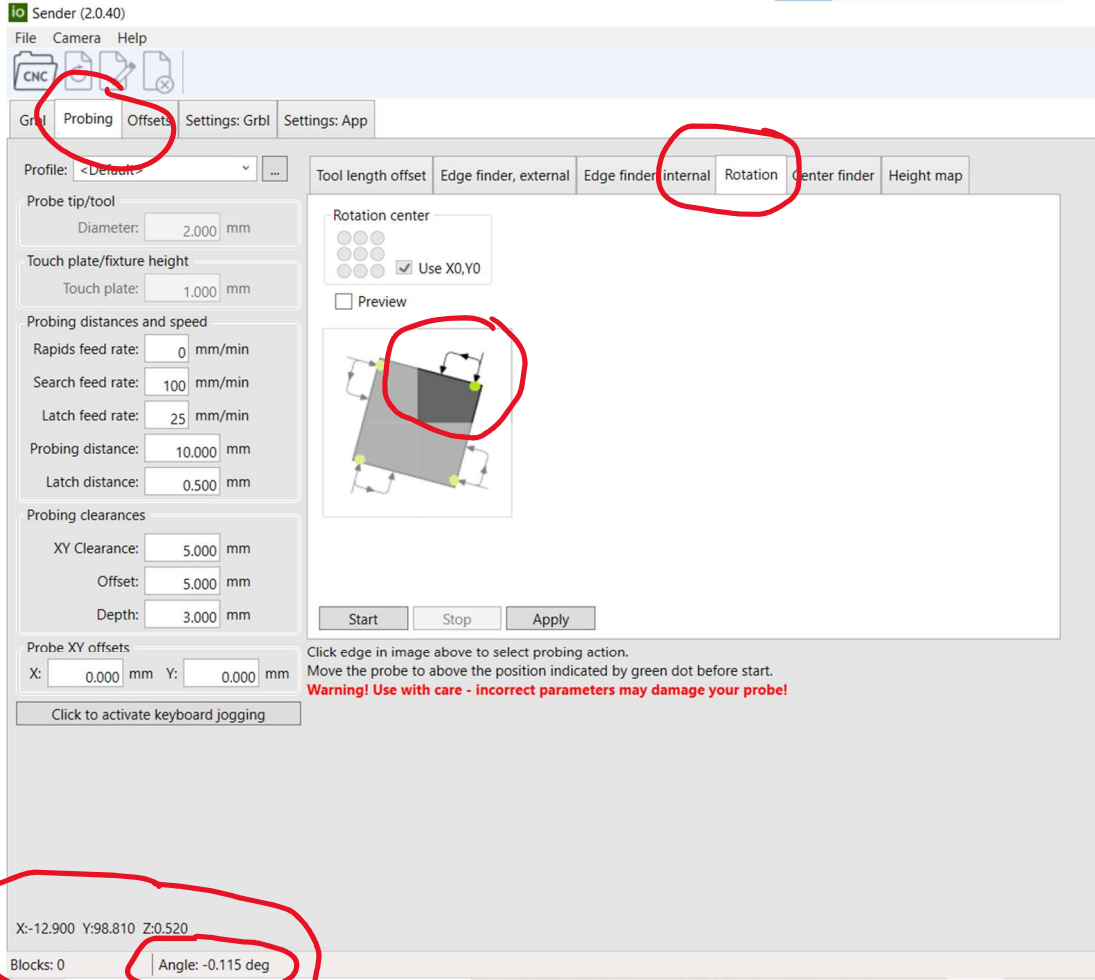 io Sender (2.0.40)
File Camera Help
CNC
Grbl Probing Offsets Settings: Grbl Settings: App
Profile: <Default> ...
Tool length offset Edge finder, external Edge finder, internal Rotation Center finder Height map
Probe tip/tool
Diameter: 2.000 mm
Touch plate/fixture height
Touch plate: 1.000 mm
Probing distances and speed
Rapids feed rate: 0 mm/min
Search feed rate: 100 mm/min
Latch feed rate: 25 mm/min
Probing distance: 10.000 mm
Latch distance: 0.500 mm
Probing clearances
XY Clearance: 5.000 mm
Offset: 5.000 mm
Depth: 3.000 mm
Probe XY offsets
X: 0.000 mm Y: 0.000 mm
Click to activate keyboard jogging
Rotation center
Use X0,Y0
Preview
Start Stop Apply
Click edge in image above to select probing action.
Move the probe to above the position indicated by green dot before start.
Warning! Use with care - incorrect parameters may damage your probe!
X:-12.900 Y:98.810 Z:0.520
Blocks: 0 Angle: -0.115 deg